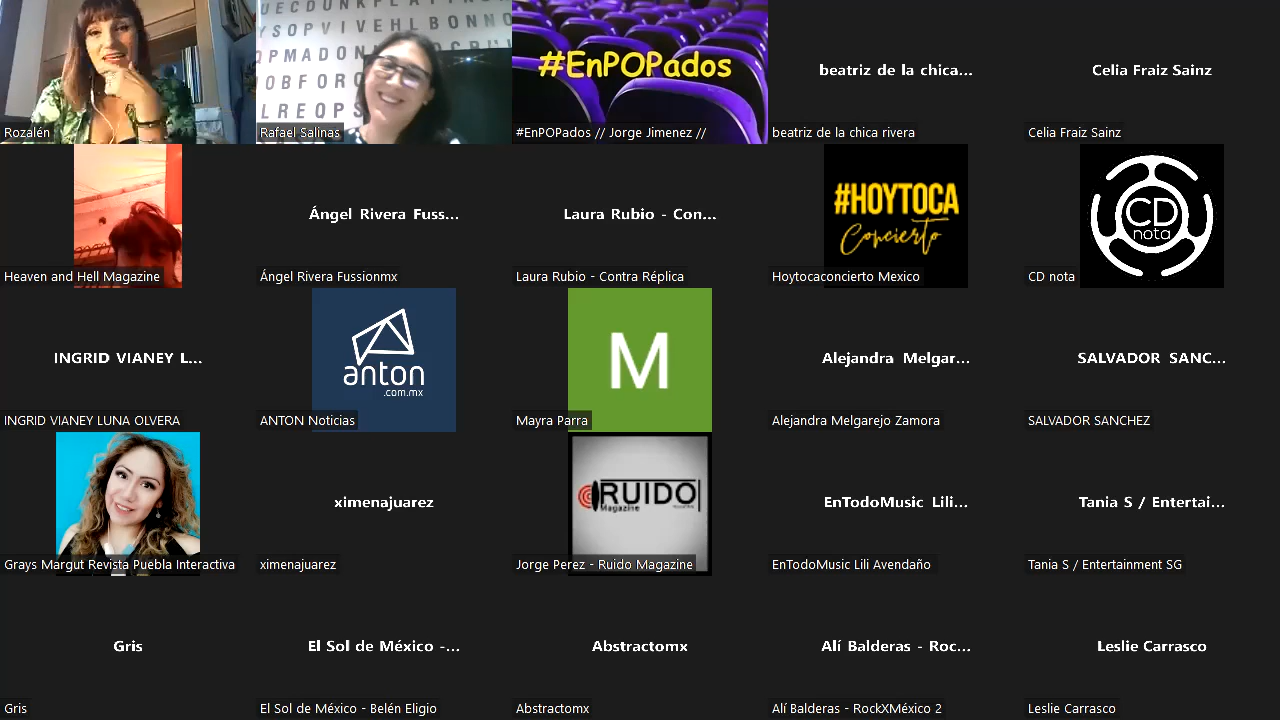 UECDUNKPLATTNG
YSOPVIVEHLBONNO
OPMADON
OBFORO
LREOPS
Rozalén
Rafael Salinas
#EnPOPados
#EnPOPados // Jorge Jimenez //
beatriz de la chica...
beatriz de la chica rivera
Celia Fraiz Sainz
Celia Fraiz Sainz
Heaven and Hell Magazine
Ángel Rivera Fuss...
Ángel Rivera Fussionmx
Laura Rubio - Con...
Laura Rubio - Contra Réplica
#HOYTOCA
Concierto
Hoytocaconcierto Mexico
CD
nota
CD nota
INGRID VIANEY L...
INGRID VIANEY LUNA OLVERA
anton
.com.mx
ANTON Noticias
M
Mayra Parra
Alejandra Melgar...
Alejandra Melgarejo Zamora
SALVADOR SANC...
SALVADOR SANCHEZ
Grays Margut Revista Puebla Interactiva
ximenajuarez
ximenajuarez
RUIDO
Magazine
Jorge Perez - Ruido Magazine
EnTodoMusic Lili...
EnTodoMusic Lili Avendaño
Tania S / Entertai...
Tania S / Entertainment SG
Gris
Gris
El Sol de México -...
El Sol de México - Belén Eligio
Abstractomx
Abstractomx
Alí Balderas - Roc...
Alí Balderas - RockXMéxico 2
Leslie Carrasco
Leslie Carrasco